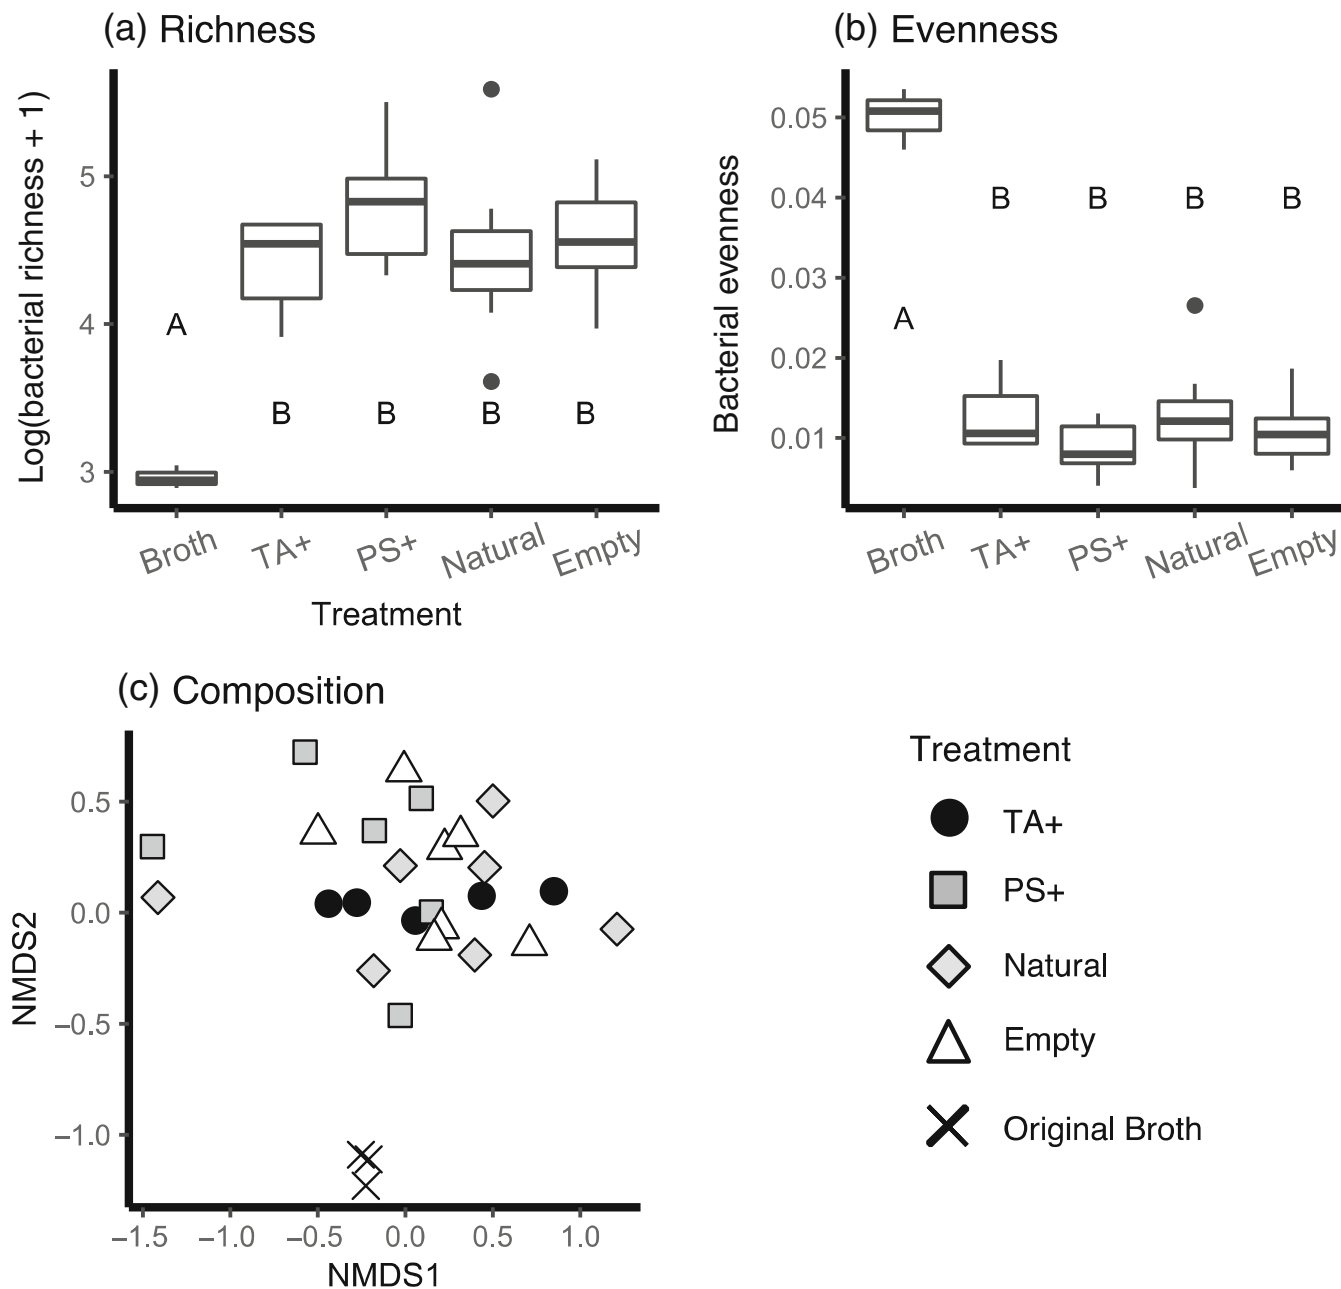 (a) Richness
Log(bacterial richness + 1)
5
4
3
A
B B B B
Broth TA+ PS+ Natural Empty
Treatment
(b) Evenness
Bacterial evenness
0.05
0.04
0.03
0.02
0.01
B B B B
A
Broth TA+ PS+ Natural Empty
(c) Composition
NMDS2
0.5
0.0
−0.5
−1.0
−1.5 −1.0 −0.5 0.0 0.5 1.0
NMDS1
Treatment
TA+
PS+
Natural
Empty
Original Broth